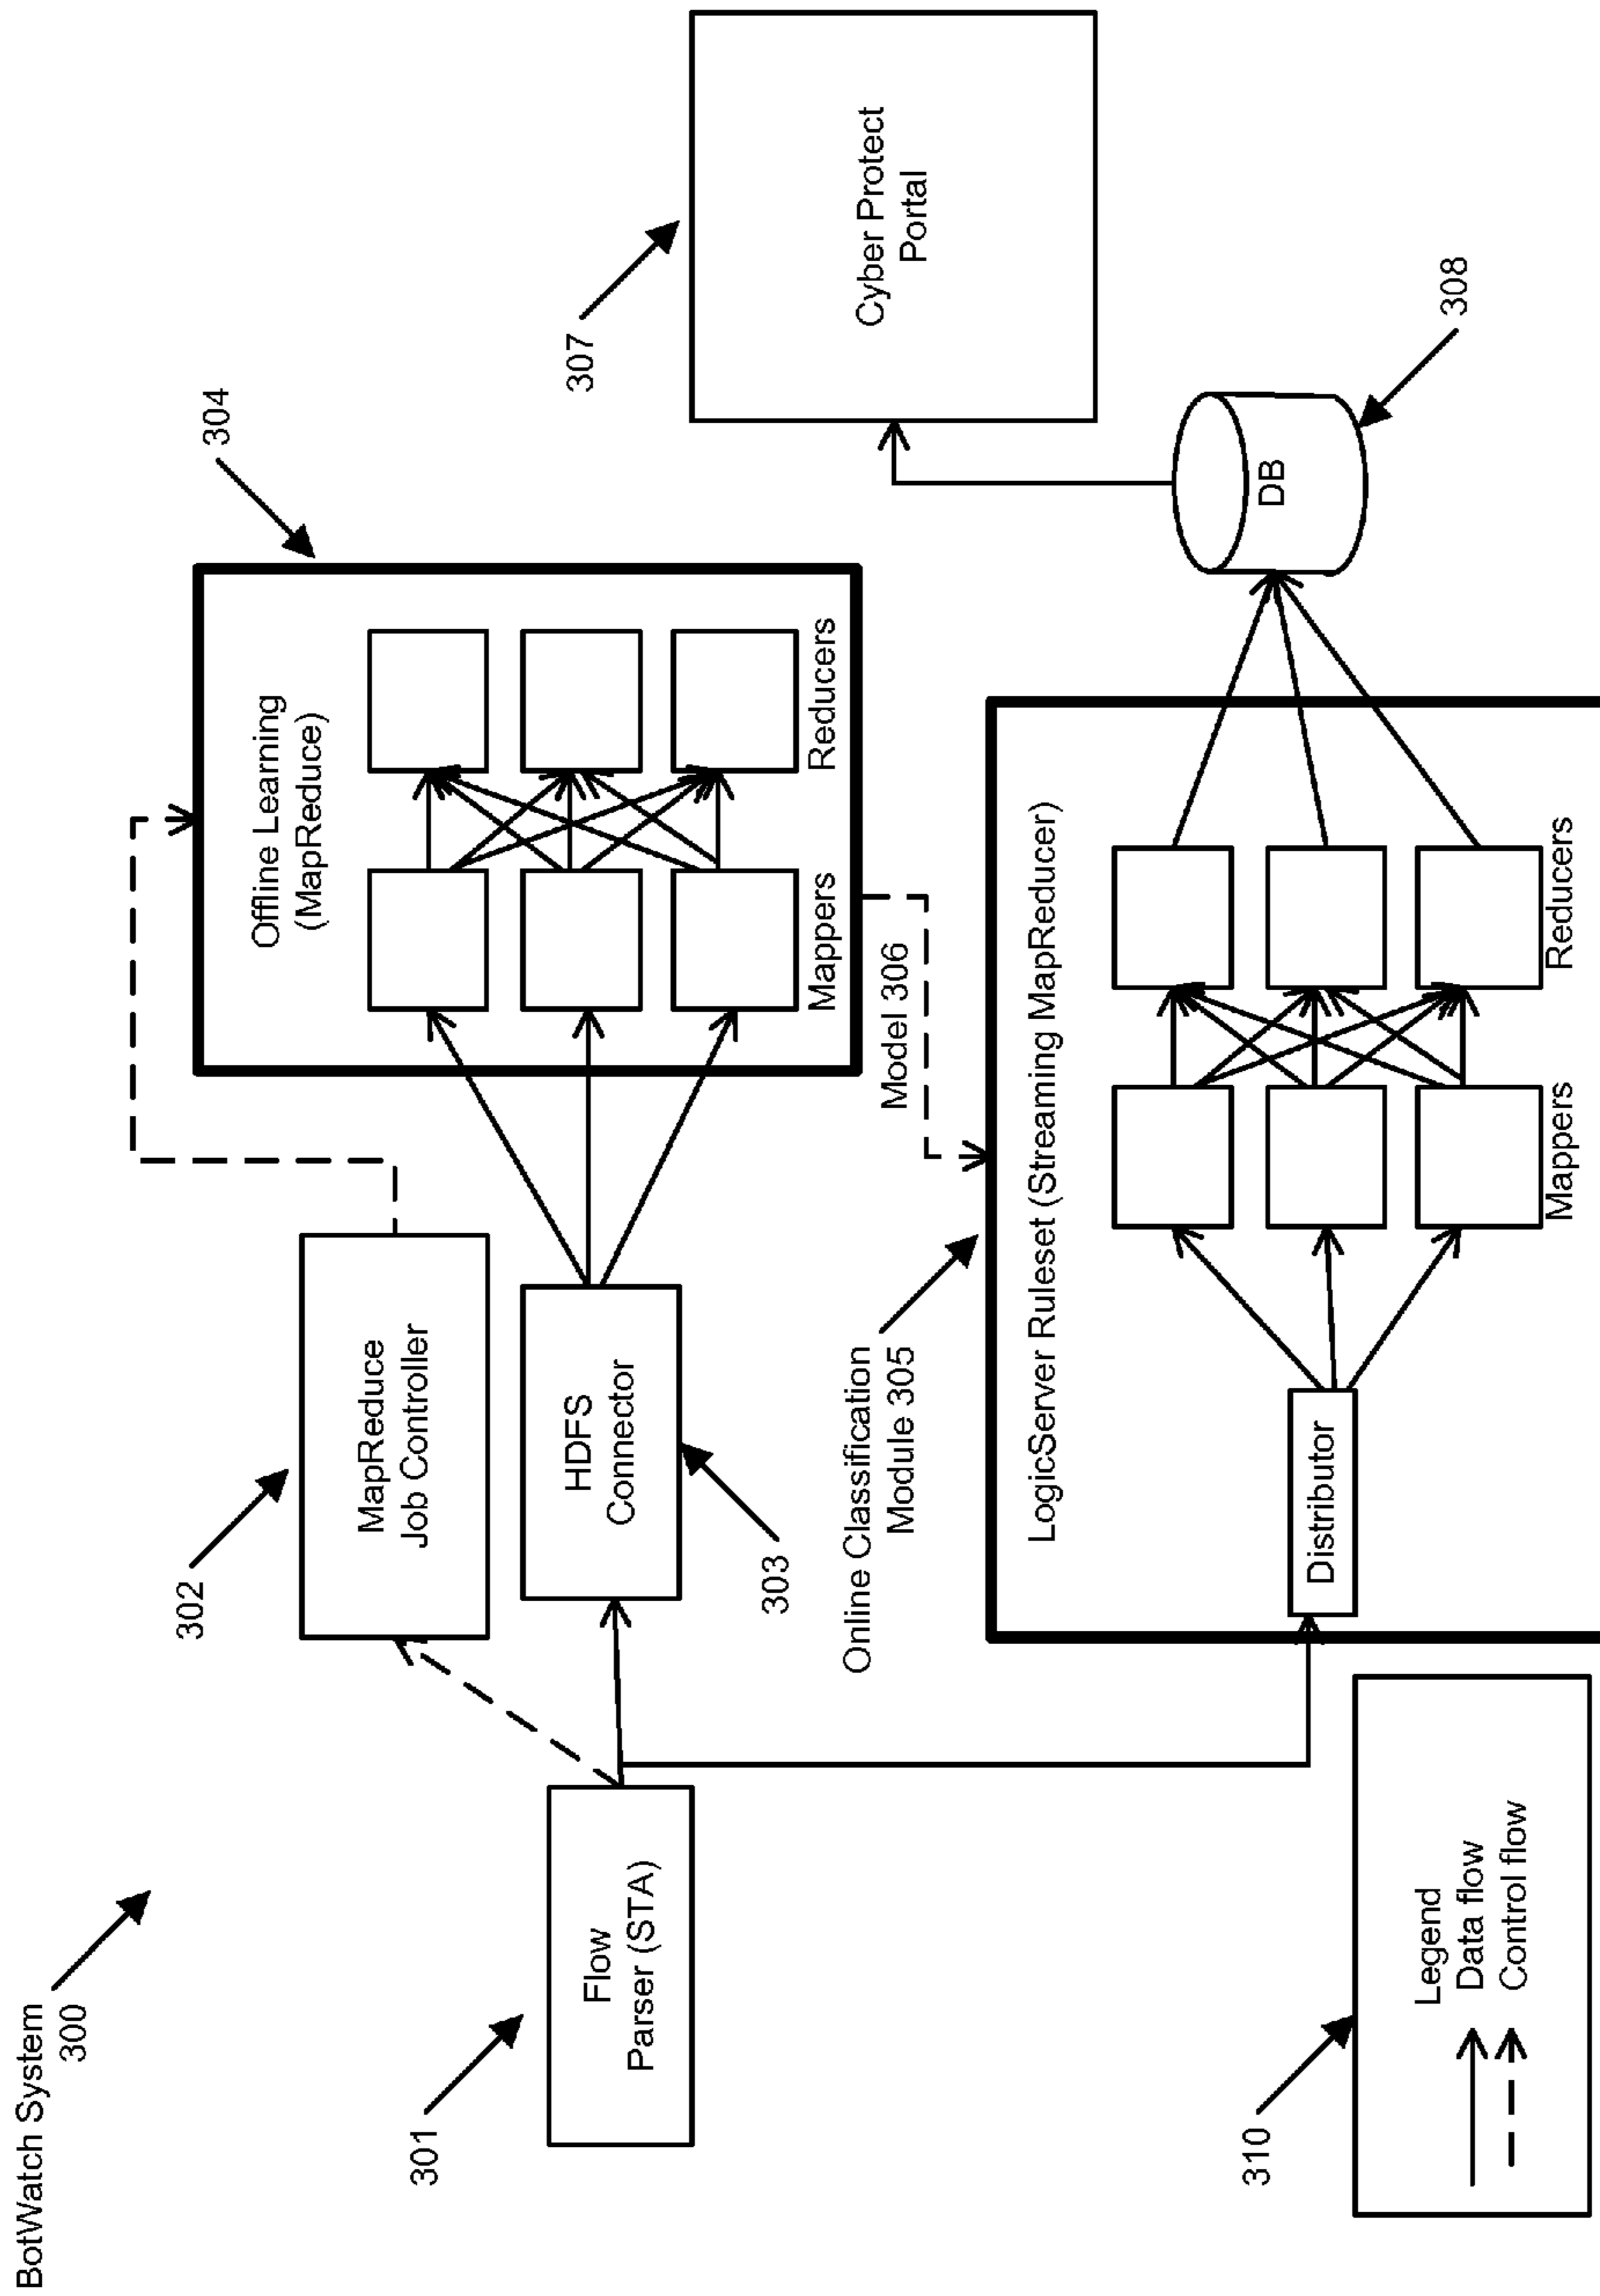 BotWatch System
300
301
Flow
Parser (STA)
302
MapReduce
Job Controller
HDFS
Connector
303
304
Offline Learning
(MapReduce)
Mappers
Reducers
Model 306
Online Classification
Module 305
LogicServer Ruleset (Streaming MapReducer)
Distributor
Mappers
Reducers
307
Cyber Protect
Portal
DB
308
310
Legend
Data flow
Control flow